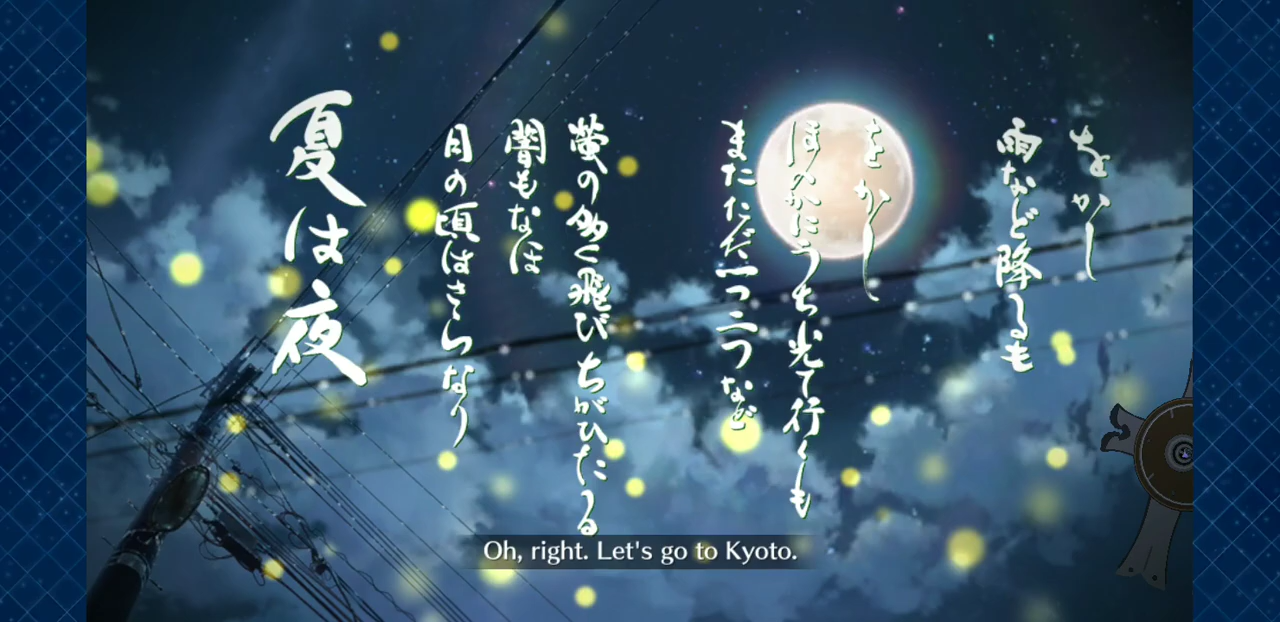 夏は夜
月の頃はさらなり
闇もなほ
螢の多く飛びちがひたる
またただ一つ二つなど
ほのかにうち光て行くも
をかし
雨など降るも
をかし
Oh, right. Let's go to Kyoto.